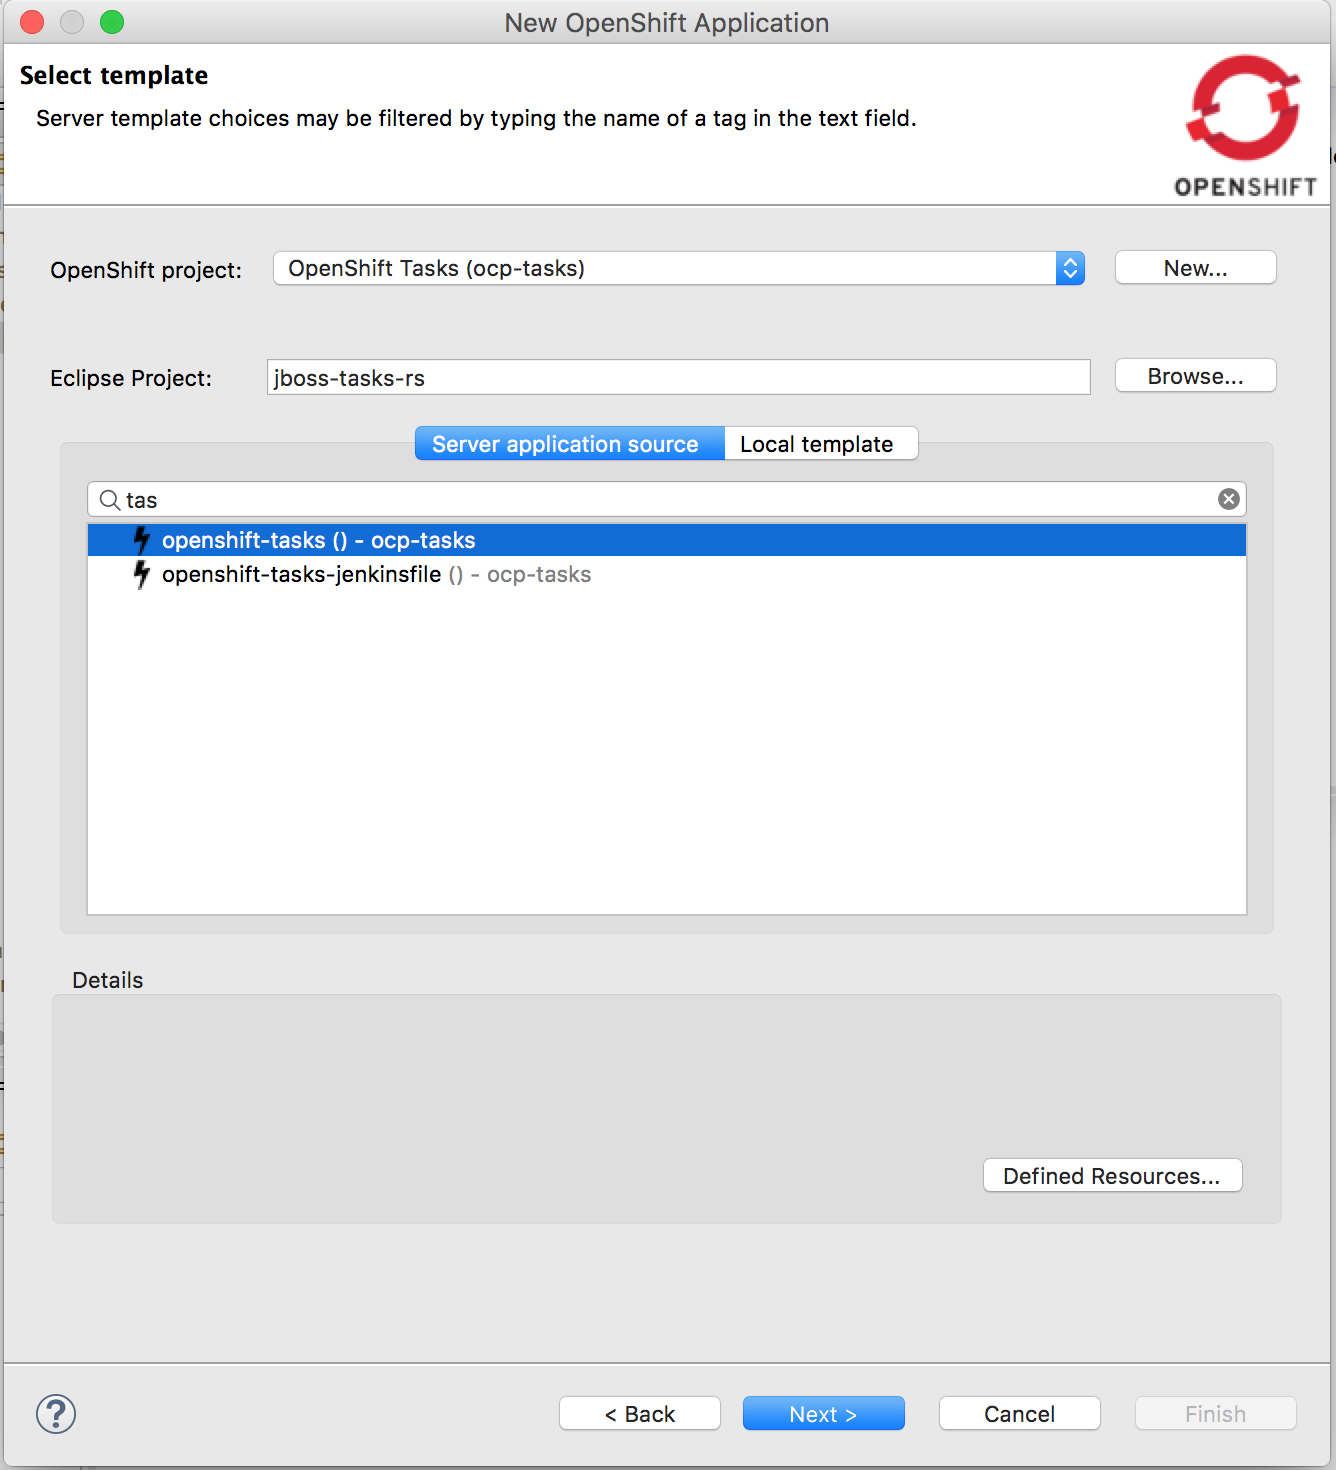 New OpenShift Application
Select template
Server template choices may be filtered by typing the name of a tag in the text field.
OPENSHIFT
OpenShift project: OpenShift Tasks (ocp-tasks) New...
Eclipse Project: jboss-tasks-rs Browse...
Server application source Local template
tas
openshift-tasks () - ocp-tasks
openshift-tasks-jenkinsfile () - ocp-tasks
Details
Defined Resources...
? < Back Next > Cancel Finish